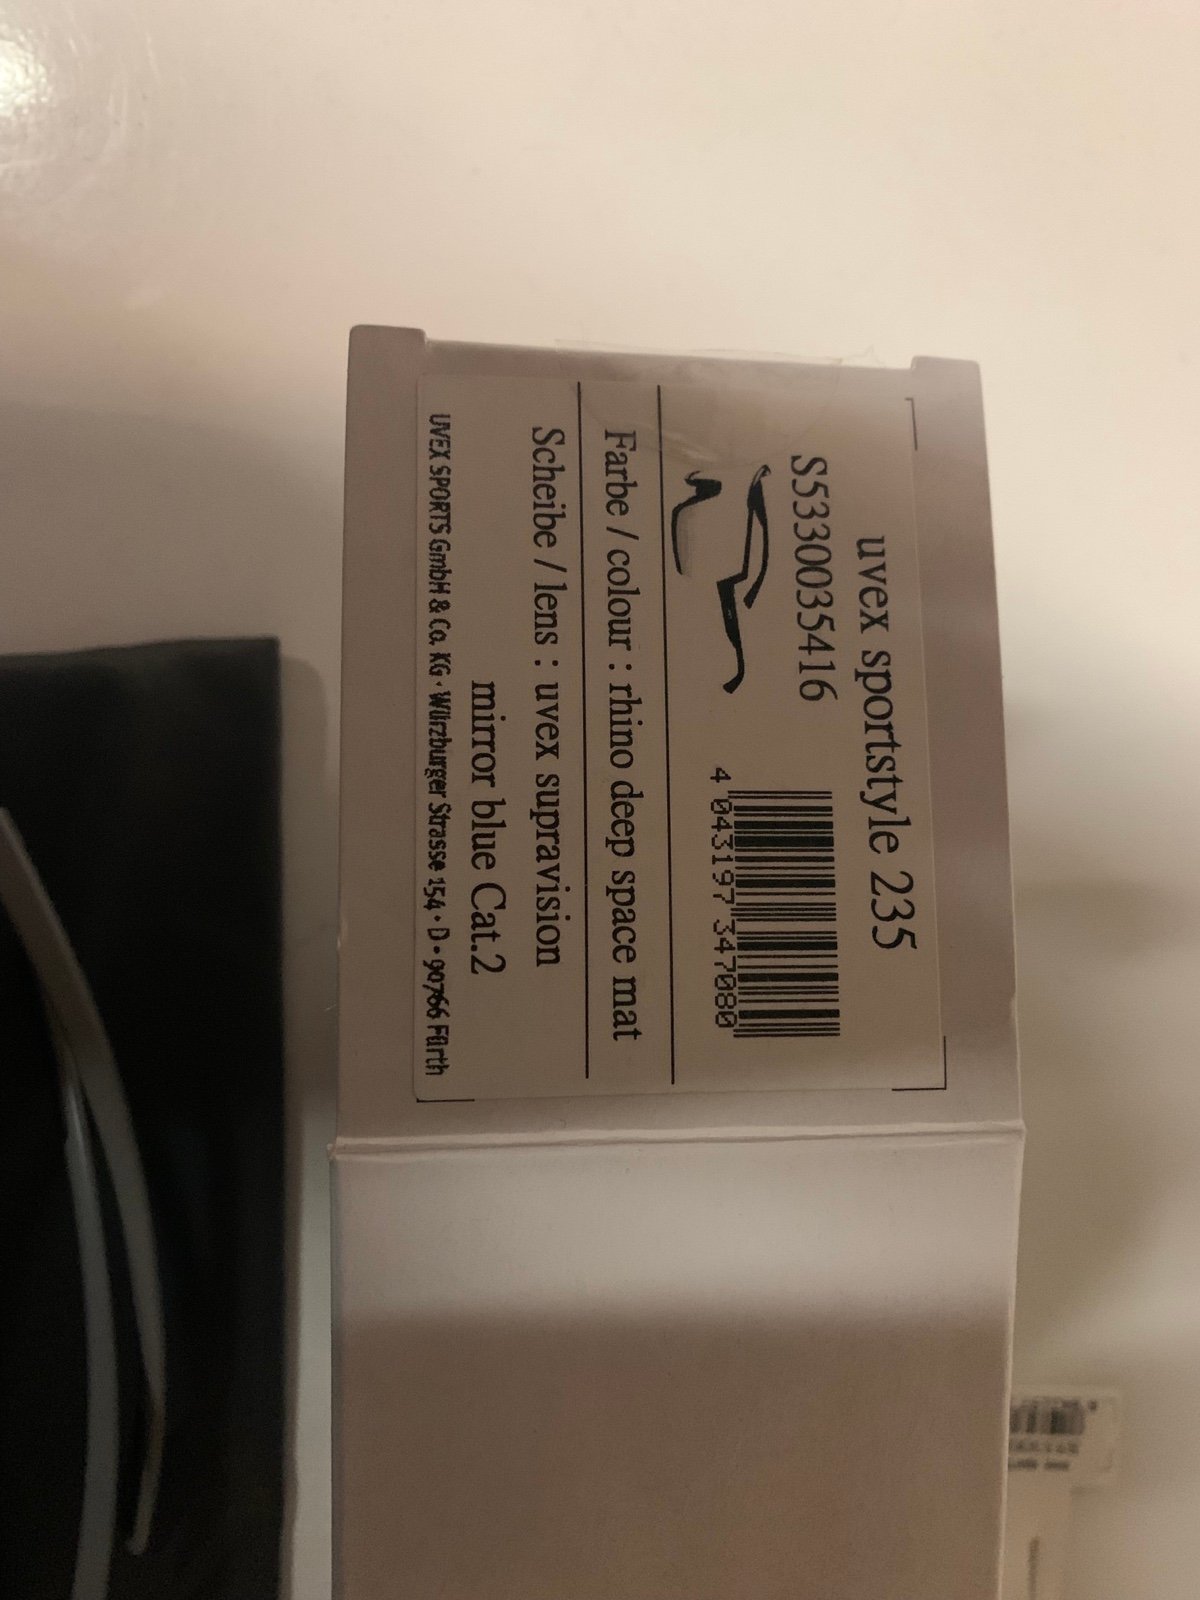 uvex sportstyle 235
S5330035416
4 043197 347080
Farbe / colour : rhino deep space mat
Scheibe / lens : uvex supravision
mirror blue Cat.2
UVEX SPORTS GmbH & Co. KG · Würzburger Strasse 154 · D - 90766 Fürth